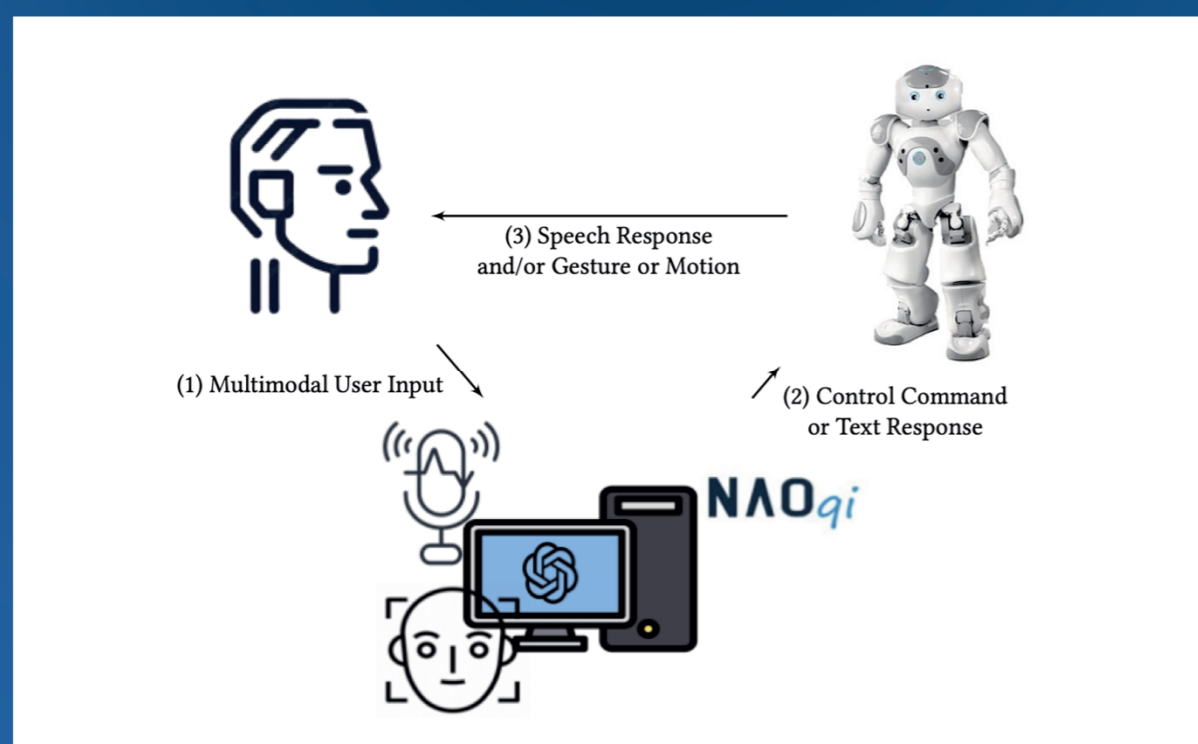 (3) Speech Response
and/or Gesture or Motion
(1) Multimodal User Input
(2) Control Command
or Text Response
NAOqi